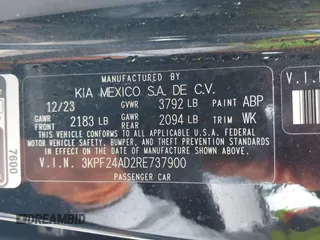 MANUFACTURED BY
KIA MEXICO S.A. DE C.V.
12/23 GVWR 3792 LB PAINT ABP
GAWR FRONT 2183 LB GAWR REAR 2094 LB TRIM WK
THIS VEHICLE CONFORMS TO ALL APPLICABLE U.S.
FEDERAL MOTOR VEHICLE SAFETY,
BUMPER, AND THEFT PREVENTION STANDARDS
IN EFFECT ON THE DATE OF
MANUFACTURE SHOWN ABOVE.
V.I.N. 3KPF24AD2RE737900
PASSENGER CAR
7600
V.I.N
DREAMBID